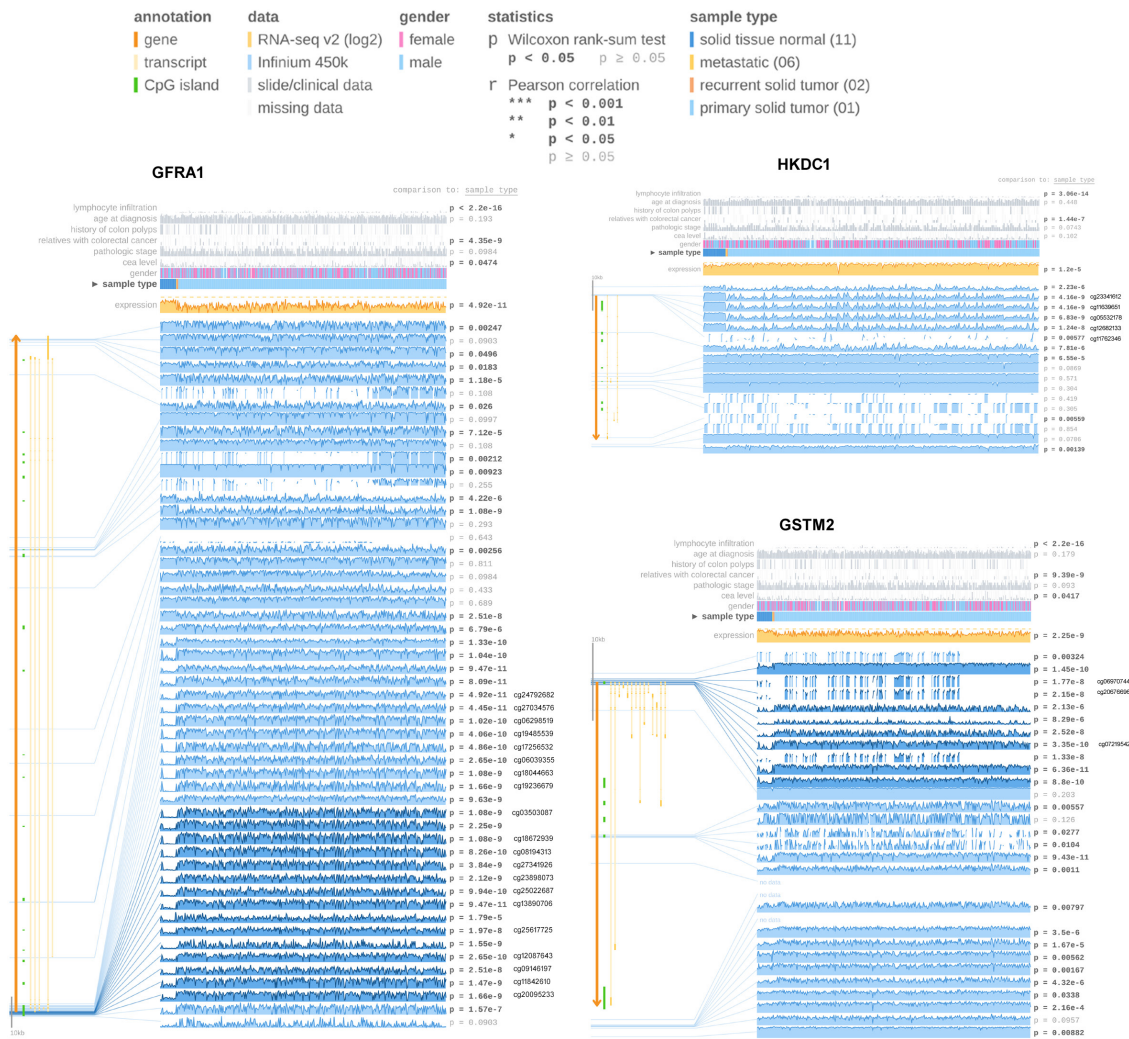 annotation
gene
transcript
CpG island
data
RNA-seq v2 (log2)
Infinium 450k
slide/clinical data
missing data
gender
female
male
statistics
p Wilcoxon rank-sum test
p < 0.05 p ≥ 0.05
r Pearson correlation
*** p < 0.001
** p < 0.01
* p < 0.05
p ≥ 0.05
sample type
solid tissue normal (11)
metastatic (06)
recurrent solid tumor (02)
primary solid tumor (01)
GFRA1
comparison to: sample type
lymphocyte infiltration p < 2.2e-16
age at diagnosis p = 0.193
history of colon polyps
relatives with colorectal cancer p = 4.35e-9
pathologic stage p = 0.0984
cea level p = 0.0474
gender
► sample type
expression p = 4.92e-11
p = 0.00247
p = 0.0903
p = 0.0496
p = 0.0183
p = 1.18e-5
p = 0.108
p = 0.026
p = 0.0997
p = 7.12e-5
p = 0.108
p = 0.00212
p = 0.00923
p = 0.255
p = 4.22e-6
p = 1.08e-9
p = 0.293
p = 0.643
p = 0.00256
p = 0.811
p = 0.0984
p = 0.433
p = 0.689
p = 2.51e-8
p = 6.79e-6
p = 1.33e-10
p = 1.04e-10
p = 9.47e-11
p = 8.09e-11
p = 4.92e-11 cg24792682
p = 4.45e-11 cg27034576
p = 1.02e-10 cg06298519
p = 4.06e-10 cg19485539
p = 4.86e-10 cg17256532
p = 2.65e-10 cg06039355
p = 1.08e-9 cg18044663
p = 1.66e-9 cg19236679
p = 9.63e-9
p = 1.08e-9 cg03503087
p = 2.25e-9
p = 1.08e-9 cg18672939
p = 8.26e-10 cg08194313
p = 3.84e-9 cg27341926
p = 2.12e-9 cg23898073
p = 9.94e-10 cg25022687
p = 9.47e-11 cg13890706
p = 1.79e-5
p = 1.97e-8 cg25617725
p = 1.55e-9
p = 2.65e-10 cg12087643
p = 2.51e-8 cg09146197
p = 1.47e-9 cg11842610
p = 1.66e-9 cg20095233
p = 1.57e-7
p = 0.0903
10kb
HKDC1
comparison to: sample type
lymphocyte infiltration p = 3.96e-14
age at diagnosis p = 0.448
history of colon polyps
relatives with colorectal cancer p = 1.44e-7
pathologic stage p = 0.0743
cea level p = 0.102
gender
► sample type
10kb
expression p = 1.2e-5
p = 2.23e-6
p = 4.16e-9 cg23341612
p = 4.16e-9 cg11639651
p = 6.83e-9 cg05532178
p = 1.24e-8 cg12682133
p = 0.00577 cg11762346
p = 7.81e-6
p = 6.55e-5
p = 0.0869
p = 0.571
p = 0.304
p = 0.419
p = 0.305
p = 0.00559
p = 0.854
p = 0.0706
p = 0.00139
GSTM2
lymphocyte infiltration p < 2.2e-16
age at diagnosis p = 0.179
history of colon polyps
relatives with colorectal cancer p = 9.39e-9
pathologic stage p = 0.093
cea level p = 0.0417
gender
► sample type
expression p = 2.25e-9
10kb
p = 0.00324
p = 1.45e-10
p = 1.77e-8 cg06970744
p = 2.15e-8 cg20676696
p = 2.13e-6
p = 8.29e-6
p = 2.52e-8
p = 3.35e-10 cg07219542
p = 1.33e-8
p = 6.36e-11
p = 8.8e-10
p = 0.203
p = 0.00557
p = 0.126
p = 0.0277
p = 0.0104
p = 9.43e-11
p = 0.0011
no data
no data
p = 0.00797
no data
p = 3.5e-6
p = 1.67e-5
p = 0.00562
p = 0.00167
p = 4.32e-6
p = 0.0338
p = 2.16e-4
p = 0.0957
p = 0.00882